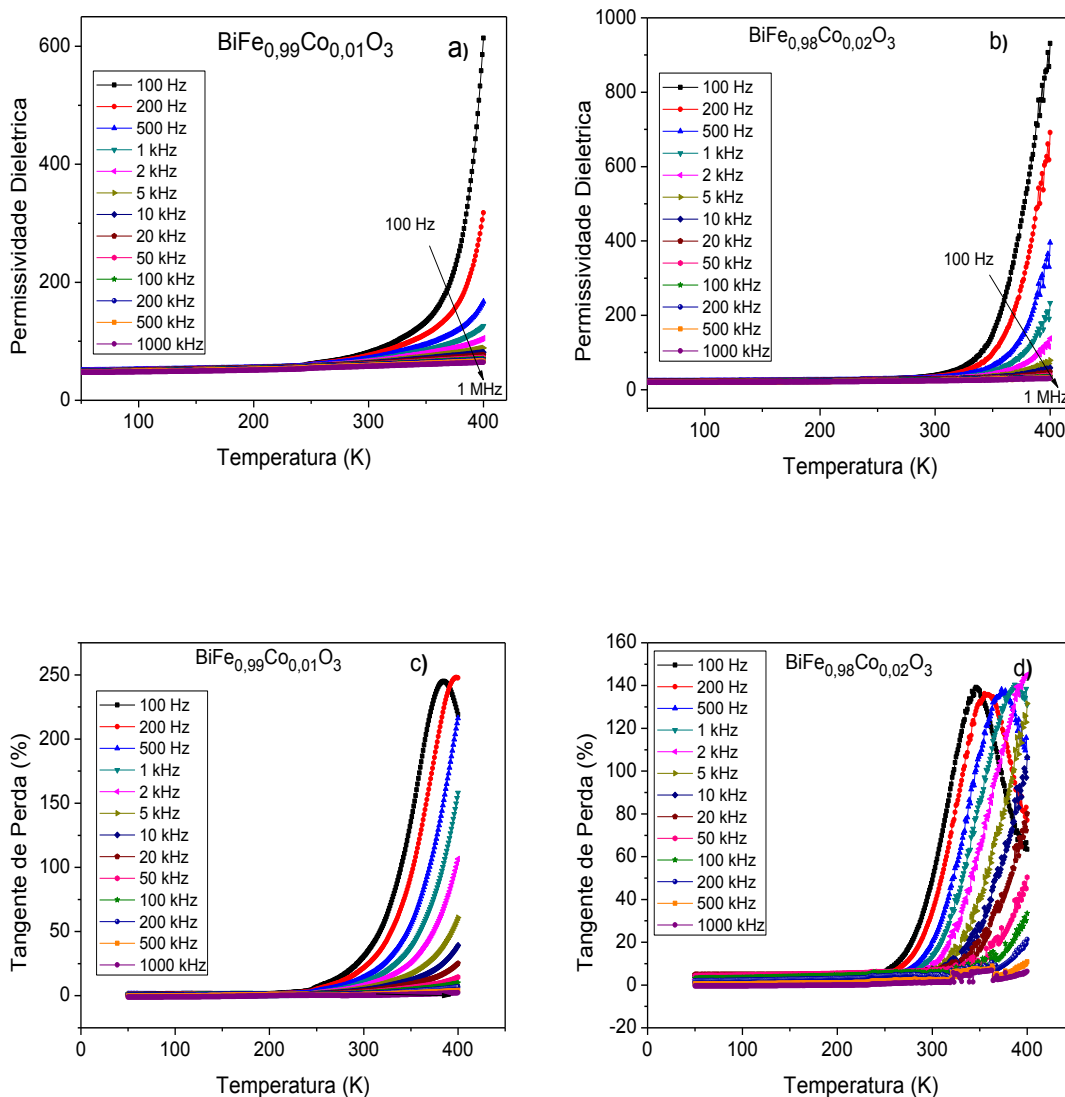 BiFe0,99Co0,01O3
a)
Permissividade Dieletrica
600
400
200
0
100 Hz
200 Hz
500 Hz
1 kHz
2 kHz
5 kHz
10 kHz
20 kHz
50 kHz
100 kHz
200 kHz
500 kHz
1000 kHz
100 Hz
1 MHz
100 200 300 400
Temperatura (K)
BiFe0,98Co0,02O3
b)
Permissividade Dieletrica
1000
800
600
400
200
0
100 Hz
200 Hz
500 Hz
1 kHz
2 kHz
5 kHz
10 kHz
20 kHz
50 kHz
100 kHz
200 kHz
500 kHz
1000 kHz
100 Hz
1 MHz
100 200 300 400
Temperatura (K)
BiFe0,99Co0,01O3
c)
Tangente de Perda (%)
250
200
150
100
50
0
100 Hz
200 Hz
500 Hz
1 kHz
2 kHz
5 kHz
10 kHz
20 kHz
50 kHz
100 kHz
200 kHz
500 kHz
1000 kHz
0 100 200 300 400
Temperatura (K)
BiFe0,98Co0,02O3
d)
Tangente de Perda (%)
160
140
120
100
80
60
40
20
0
-20
100 Hz
200 Hz
500 Hz
1 kHz
2 kHz
5 kHz
10 kHz
20 kHz
50 kHz
100 kHz
200 kHz
500 kHz
1000 kHz
0 100 200 300 400
Temperatura (K)